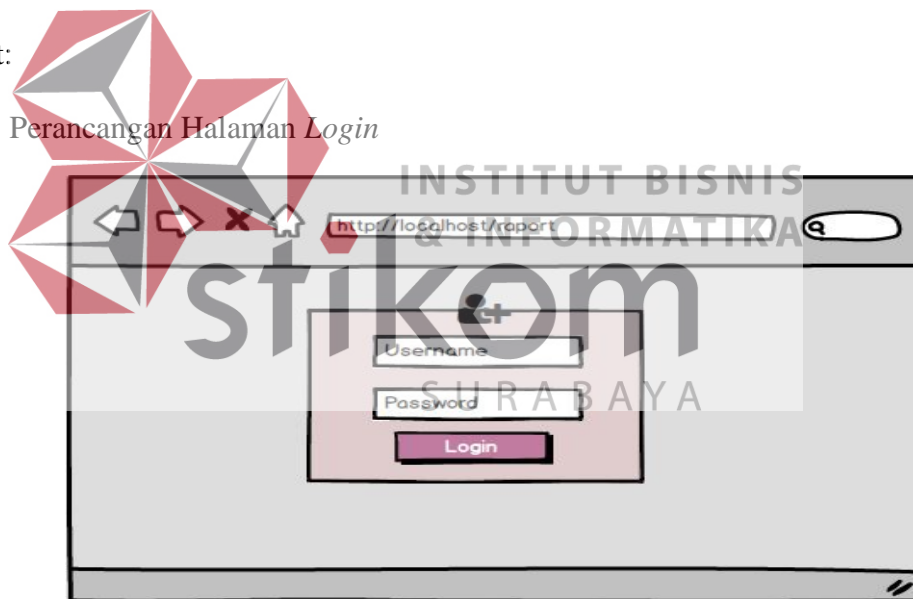 t:
Perancangan Halaman Login
INSTITUT BISNIS
& INFORMATIKA
http://localhost/raport
stikom
SURABAYA
Username
Password
Login